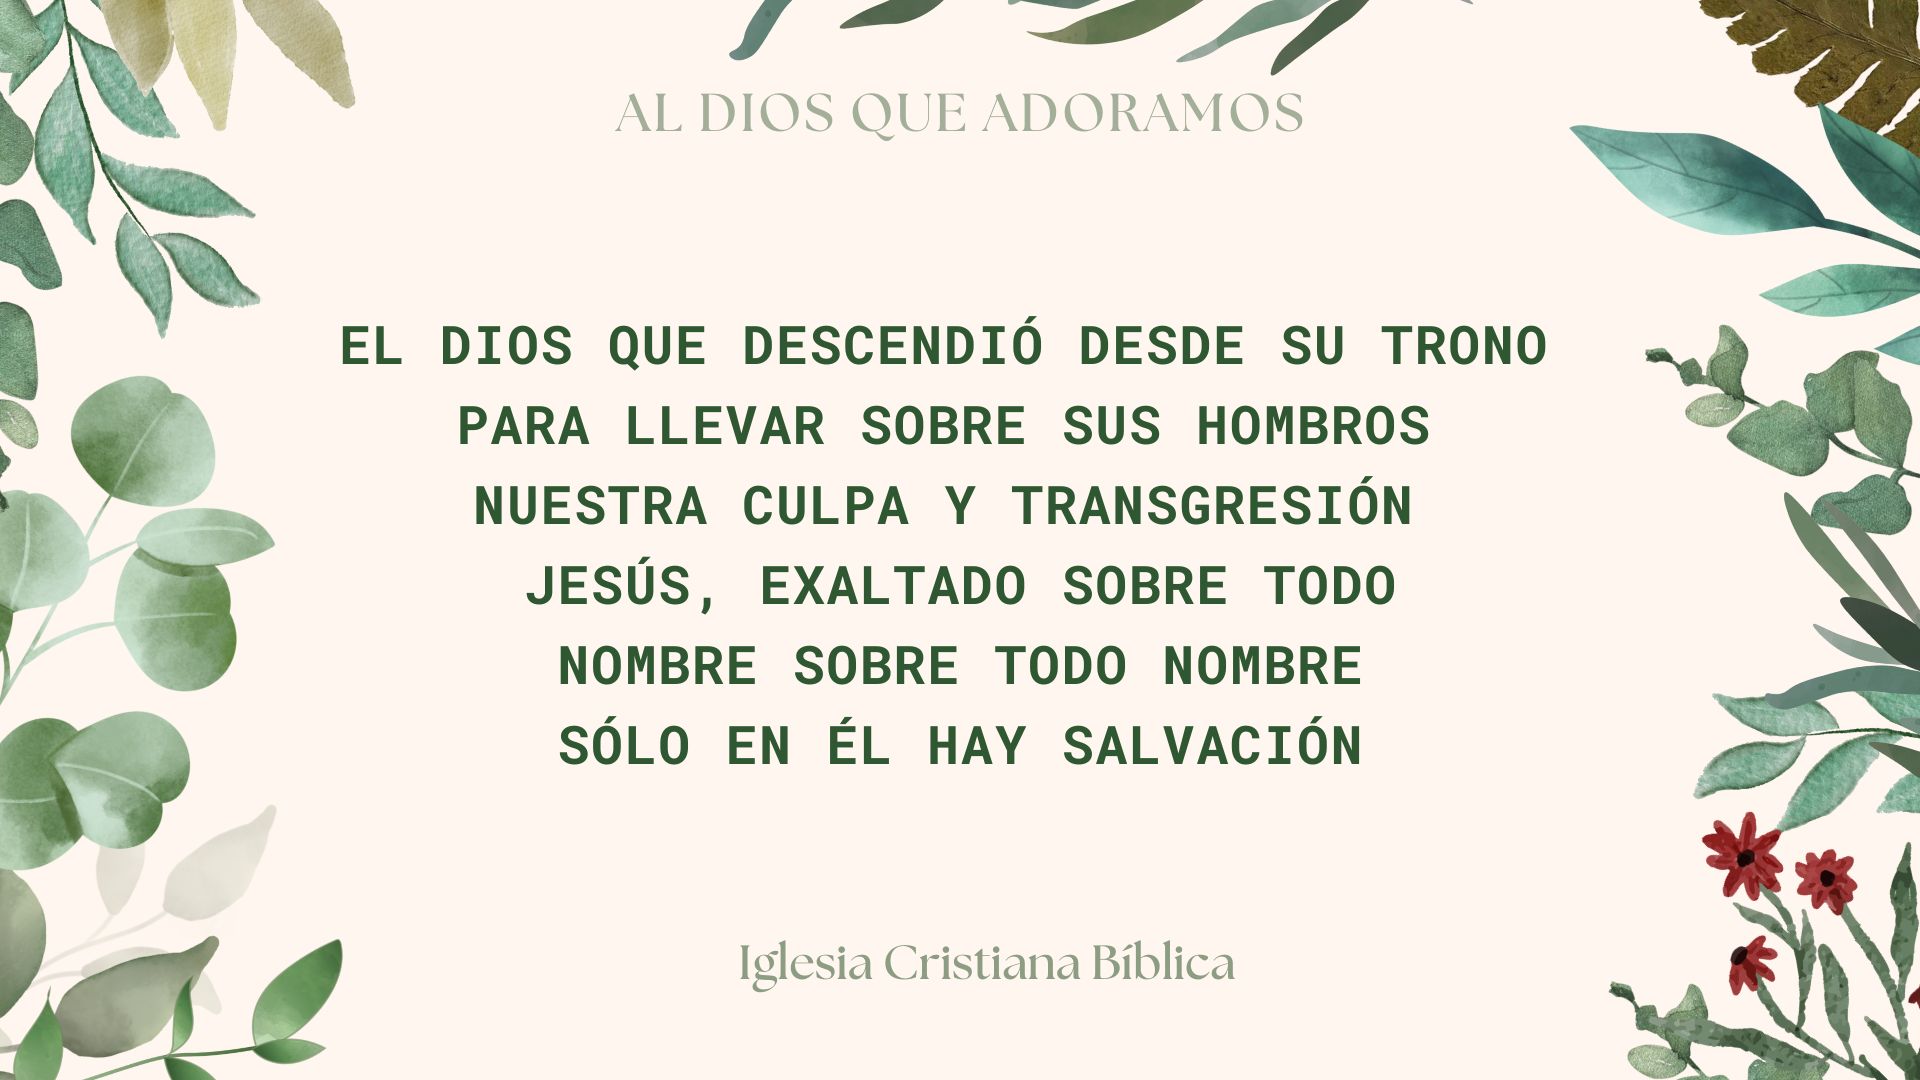 AL DIOS QUE ADORAMOS
EL DIOS QUE DESCENDIÓ DESDE SU TRONO
PARA LLEVAR SOBRE SUS HOMBROS
NUESTRA CULPA Y TRANSGRESIÓN
JESÚS, EXALTADO SOBRE TODO
NOMBRE SOBRE TODO NOMBRE
SÓLO EN ÉL HAY SALVACIÓN
Iglesia Cristiana Bíblica